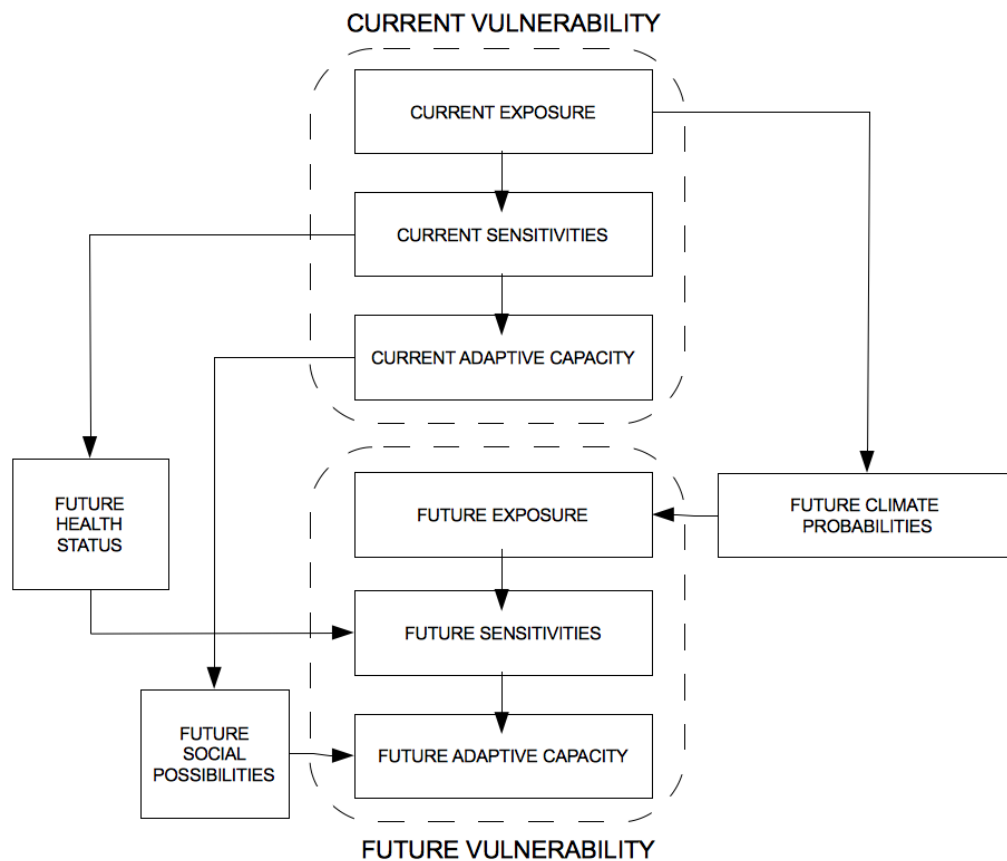 CURRENT VULNERABILITY
CURRENT EXPOSURE
CURRENT SENSITIVITIES
CURRENT ADAPTIVE CAPACITY
FUTURE
HEALTH
STATUS
FUTURE EXPOSURE
FUTURE CLIMATE
PROBABILITIES
FUTURE SENSITIVITIES
FUTURE
SOCIAL
POSSIBILITIES
FUTURE ADAPTIVE CAPACITY
FUTURE VULNERABILITY